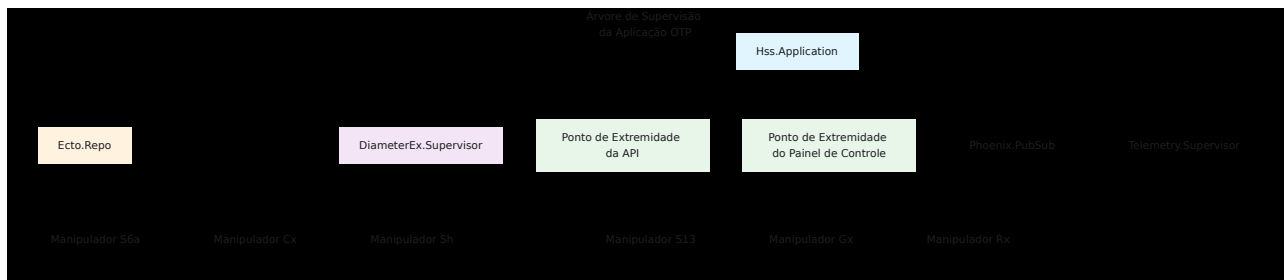 Árvore de Supervisão
da Aplicação OTP
Hss.Application
Ecto.Repo
DiameterEx.Supervisor
Ponto de Extremidade
da API
Ponto de Extremidade
do Painel de Controle
Phoenix.PubSub
Telemetry.Supervisor
Manipulador S6a
Manipulador Cx
Manipulador Sh
Manipulador S13
Manipulador Gx
Manipulador Rx